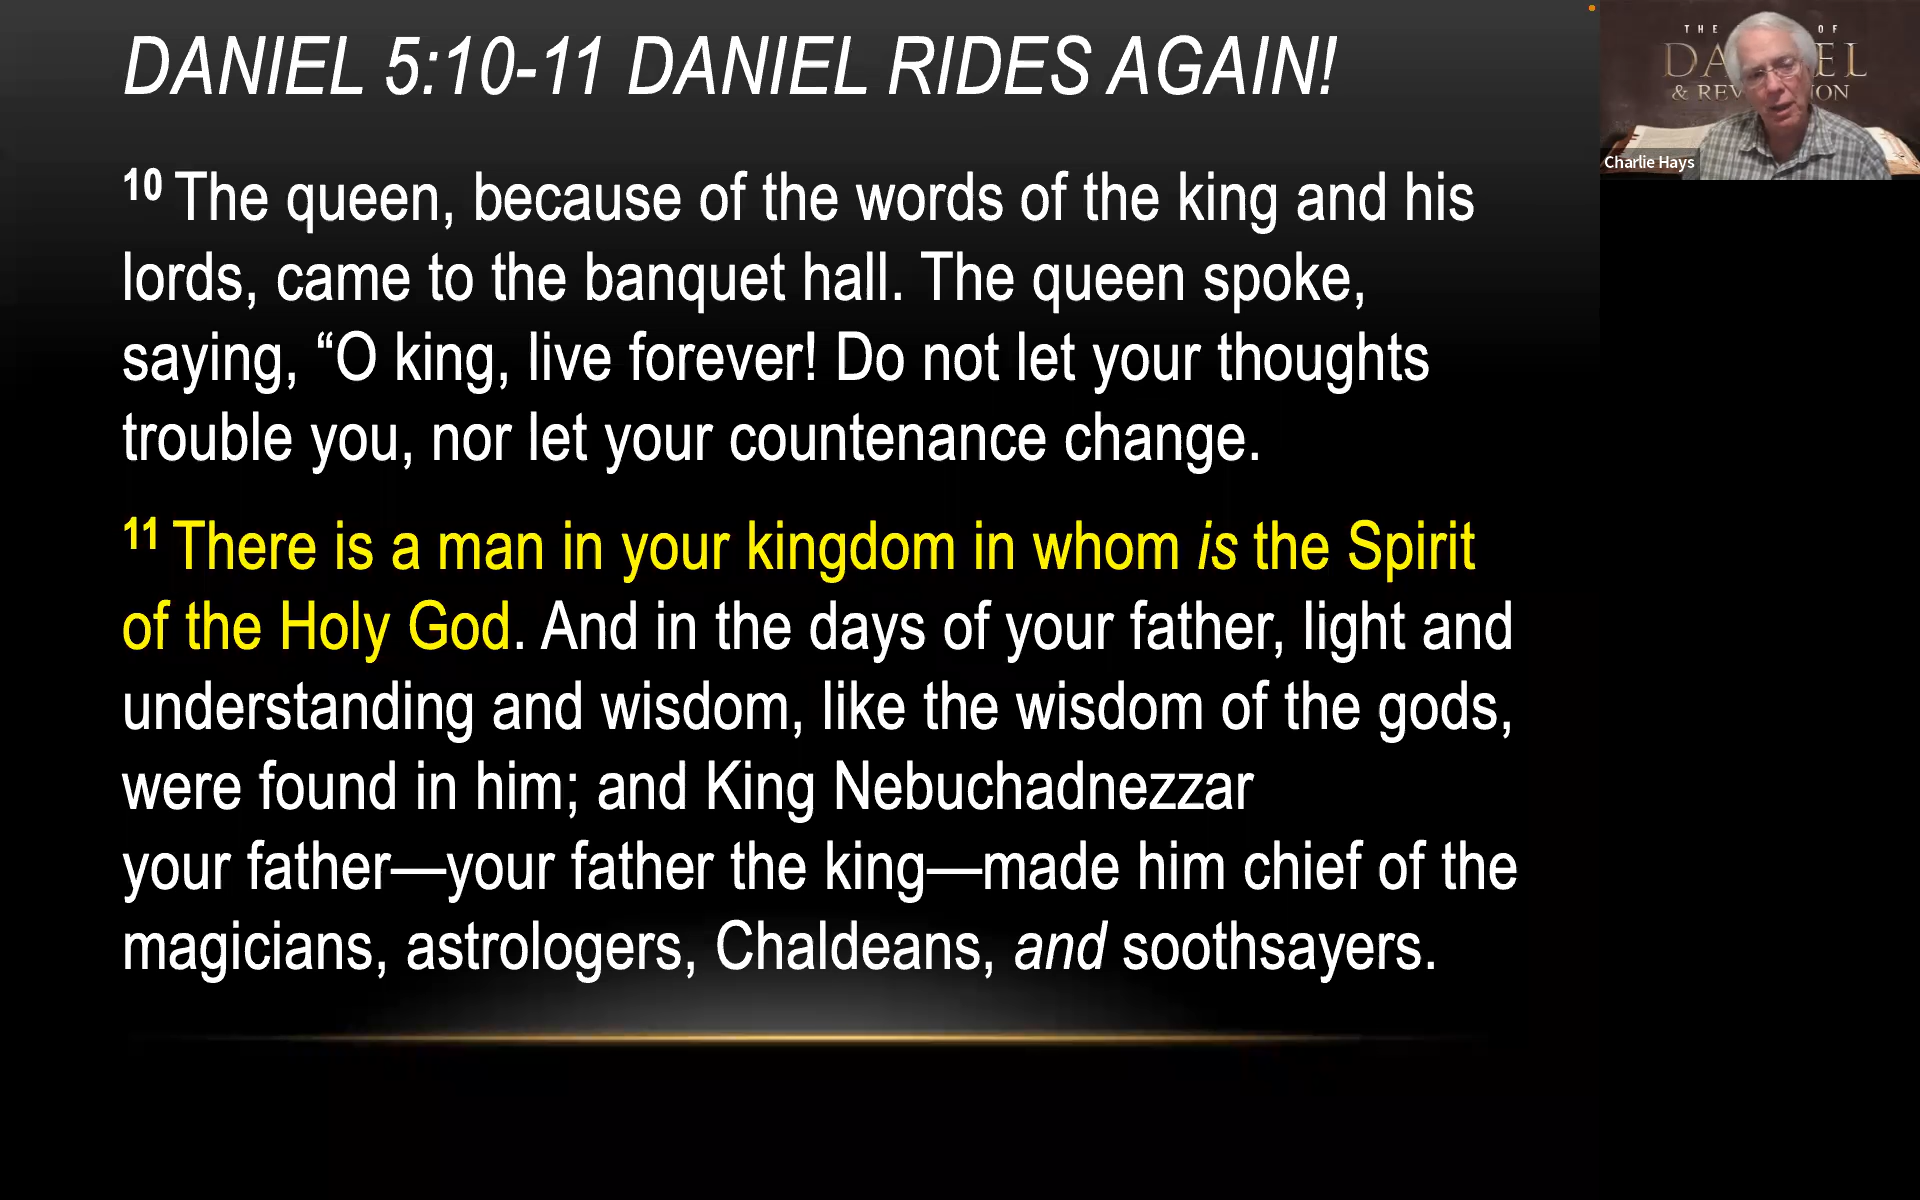 DANIEL 5:10-11 DANIEL RIDES AGAIN!
10 The queen, because of the words of the king and his
lords, came to the banquet hall. The queen spoke,
saying, “O king, live forever! Do not let your thoughts
trouble you, nor let your countenance change.
11 There is a man in your kingdom in whom is the Spirit
of the Holy God. And in the days of your father, light and
understanding and wisdom, like the wisdom of the gods,
were found in him; and King Nebuchadnezzar
your father—your father the king—made him chief of the
magicians, astrologers, Chaldeans, and soothsayers.
THE OF
& 
Charlie Hays